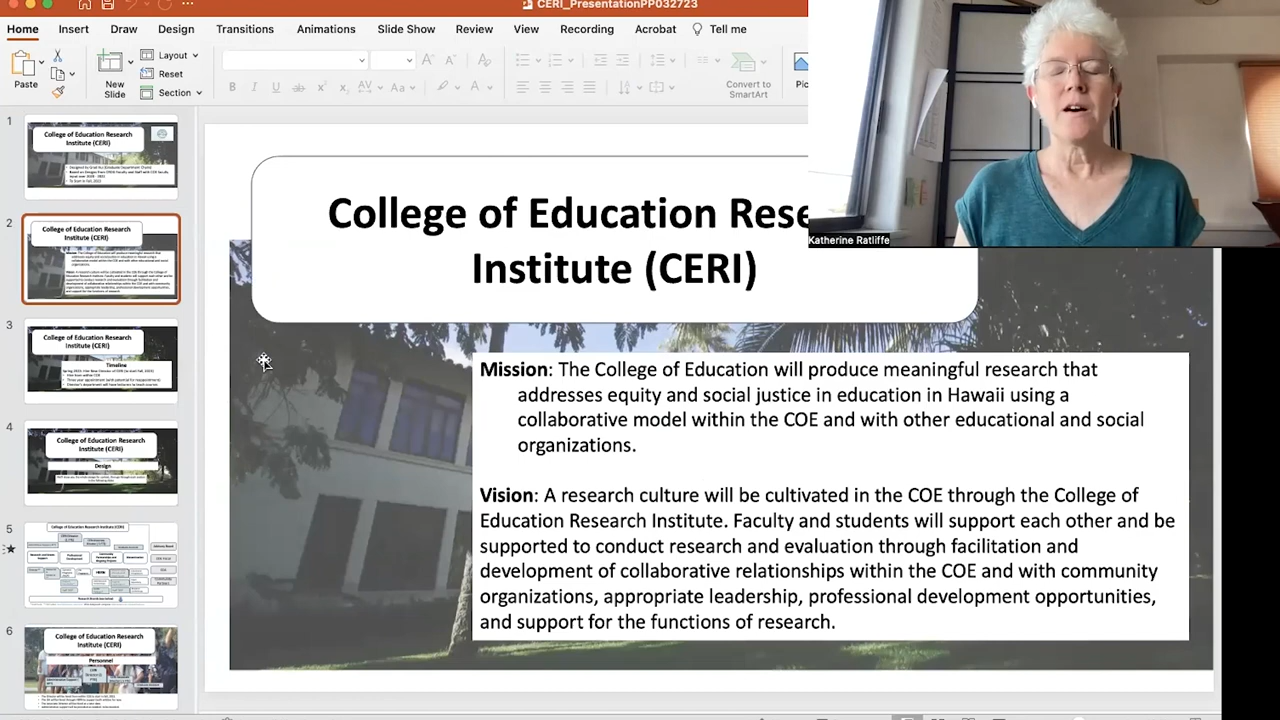 CERI_PresentationPP032723
Home Insert Draw Design Transitions Animations Slide Show Review View Recording Acrobat Tell me
Paste
New
Slide
Layout
Reset
Section
Convert to
SmartArt
Katherine Ratliffe
College of Education Rese
Institute (CERI)
Mission: The College of Education will produce meaningful research that
addresses equity and social justice in education in Hawaii using a
collaborative model within the COE and with other educational and social
organizations.
Vision: A research culture will be cultivated in the COE through the College of
Education Research Institute. Faculty and students will support each other and be
supported to conduct research and evaluation through facilitation and
development of collaborative relationships within the COE and with community
organizations, appropriate leadership, professional development opportunities,
and support for the functions of research.
1
College of Education Research
Institute (CERI)
2
College of Education Research
Institute (CERI)
3
College of Education Research
Institute (CERI)
Timeline
4
College of Education Research
Institute (CERI)
Design
5
College of Education Research Institute (CERI)
6
College of Education Research
Institute (CERI)
Personnel